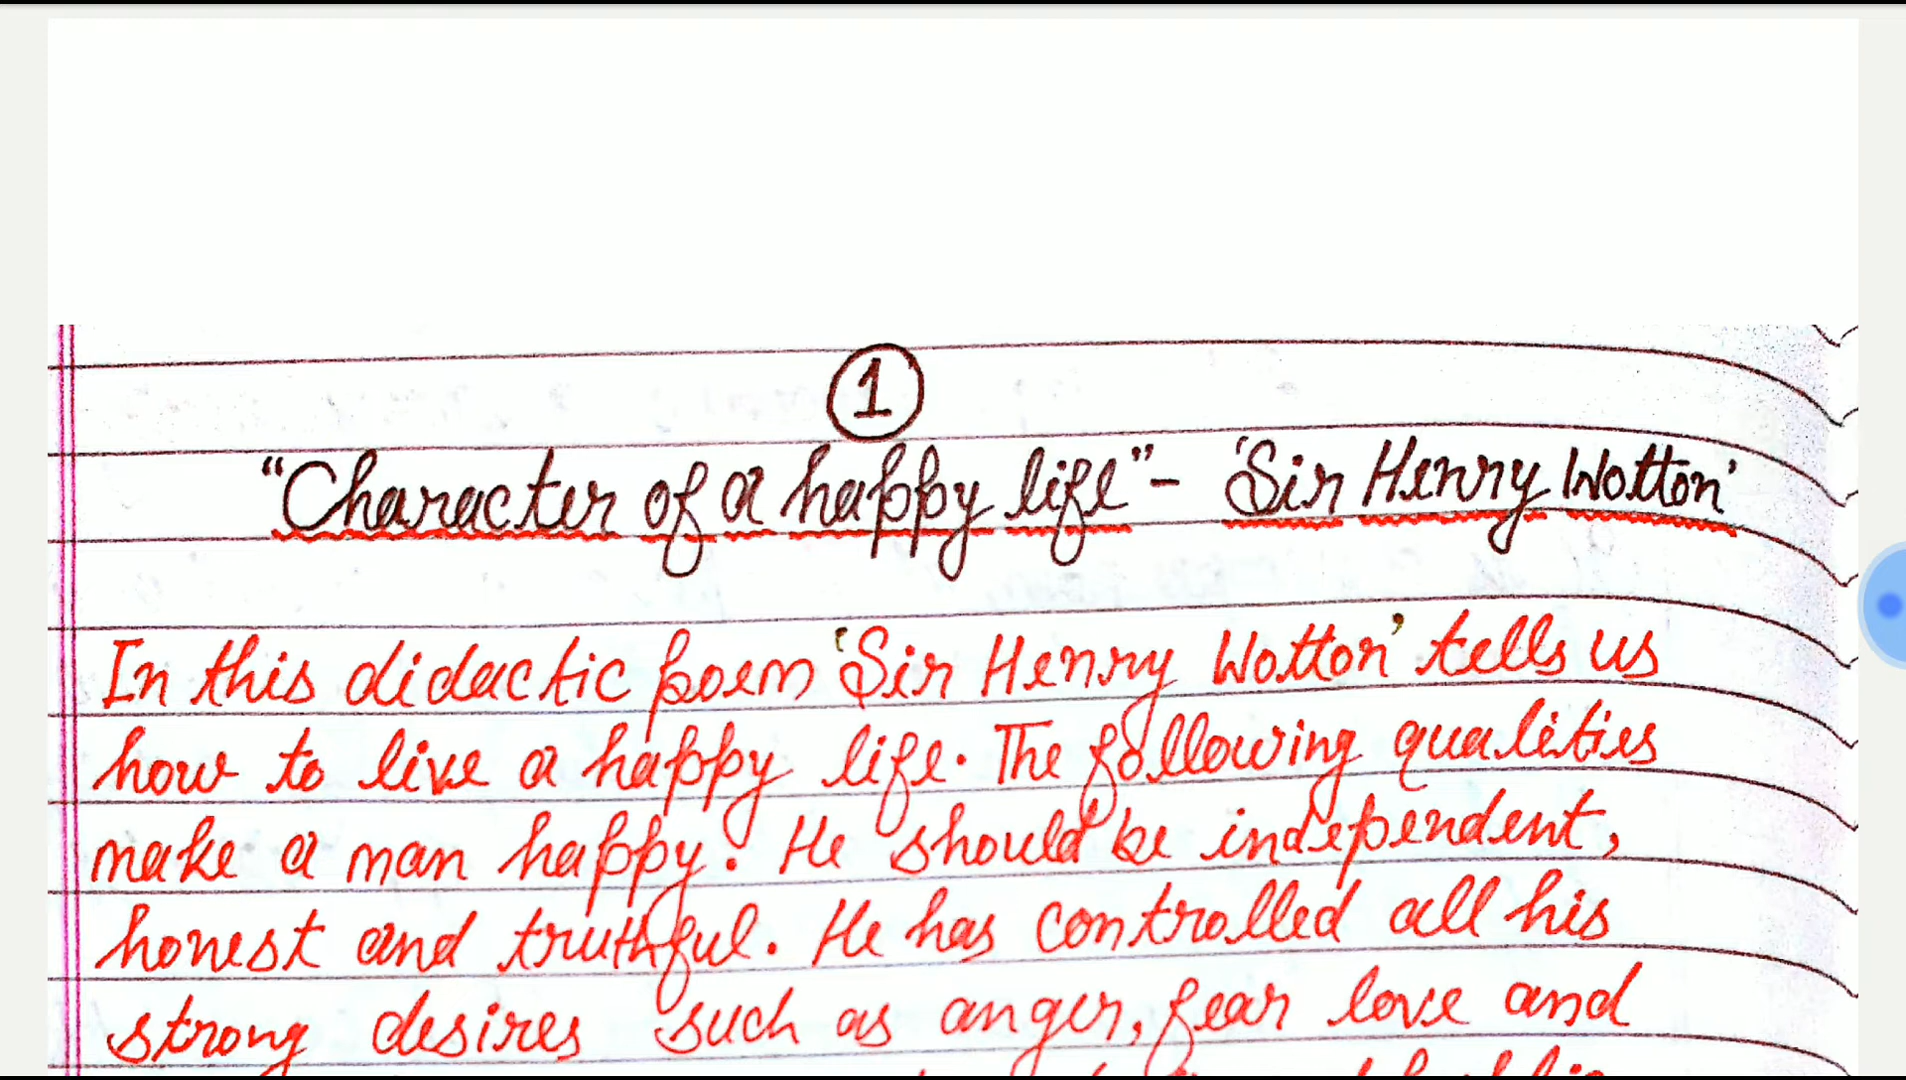 1
"Character of a happy life" - 'Sir Henry Wotton'
In this didactic poem 'Sir Henry Wotton' tells us
how to live a happy life. The following qualities
make a man happy. He should be independent,
honest and truthful. He has controlled all his
strong desires such as anger, fear love and